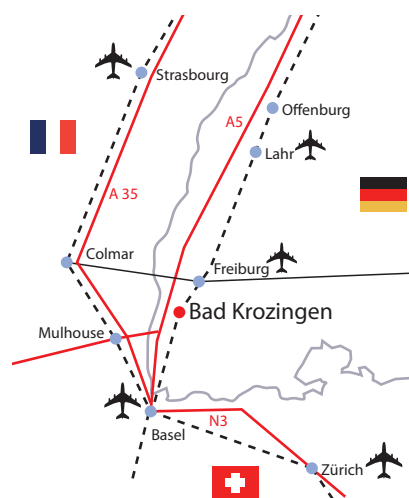 Strasbourg
Offenburg
A5
Lahr
A 35
Colmar
Freiburg
Bad Krozingen
Mulhouse
N3
Basel
Zürich